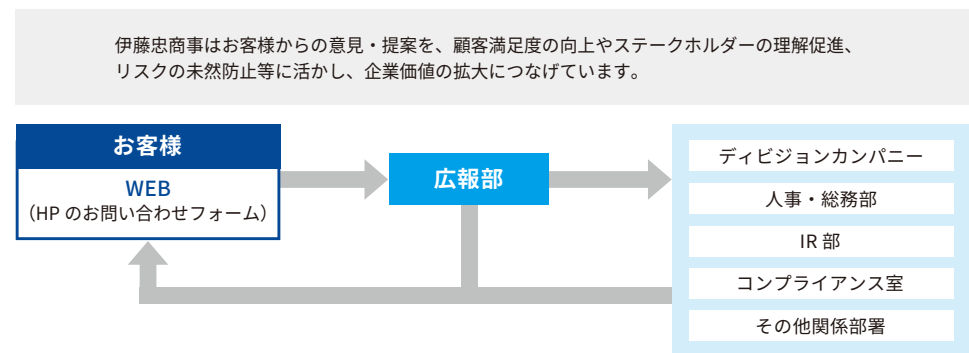 伊藤忠商事はお客様からの意見・提案を、顧客満足度の向上やステークホルダーの理解促進、
リスクの未然防止等に活かし、企業価値の拡大につなげています。
お客様
WEB
（HP のお問い合わせフォーム）
広報部
ディビジョンカンパニー
人事・総務部
IR 部
コンプライアンス室
その他関係部署